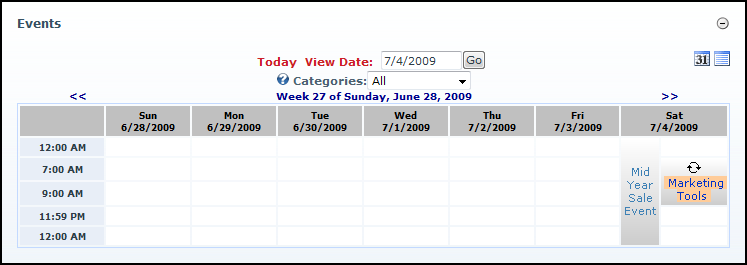 Events
Today View Date: 7/4/2009 Go
31
Categories: All
<< Week 27 of Sunday, June 28, 2009 >>
Sun Mon Tue Wed Thu Fri Sat
6/28/2009 6/29/2009 6/30/2009 7/1/2009 7/2/2009 7/3/2009 7/4/2009
12:00 AM
7:00 AM
9:00 AM
11:59 PM
12:00 AM
Mid
Year
Sale
Event
Marketing
Tools